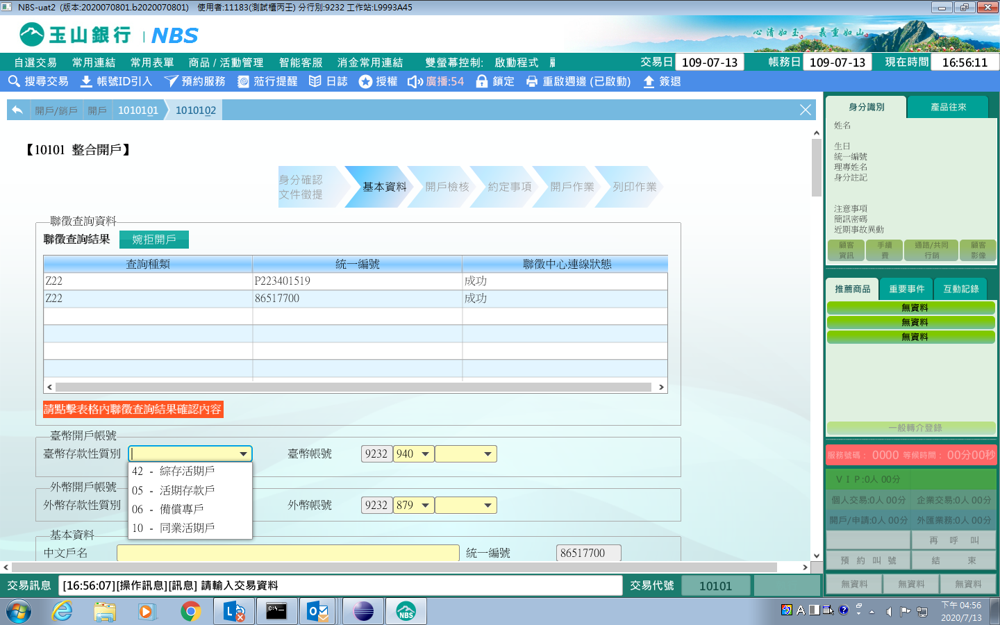 NBS-uat2 (版本:2020070801.b2020070801) 使用者:11183(測試櫃丙壬) 分行別:9232 工作站:L9993A45
玉山銀行 | NBS
心清如玉。 義重如山。
自選交易 常用連結 常用表單 商品 / 活動管理 智能客服 消金常用連結 雙螢幕控制: 啟動程式
交易日 109-07-13 帳務日 109-07-13 現在時間 16:56:11
搜尋交易 帳號ID引入 預約服務 蒞行提醒 日誌 授權 廣播:54 鎖定 重啟週邊 (已啟動) 簽退
開戶/銷戶 開戶 1010101 1010102
【10101 整合開戶】
身分確認
文件徵提
基本資料 開戶檢核 約定事項 開戶作業 列印作業
聯徵查詢資料
聯徵查詢結果 婉拒開戶
查詢種類 統一編號 聯徵中心連線狀態
Z22 P223401519 成功
Z22 86517700 成功
請點擊表格內聯徵查詢結果確認內容
臺幣開戶帳號
臺幣存款性質別 臺幣帳號 9232 940
42 - 綜存活期戶
05 - 活期存款戶
06 - 備償專戶
10 - 同業活期戶
外幣開戶帳號
外幣存款性質別 外幣帳號 9232 879
基本資料
中文戶名 統一編號 86517700
身分識別 產品往來
姓名
生日
統一編號
理專姓名
身分註記
注意事項
簡訊密碼
近期事故異動
顧客資訊 手續費 通路/共同行銷 顧客影像
推薦商品 重要事件 互動記錄
無資料
無資料
無資料
一般轉介登錄
服務號碼： 0000 等候時間： 00分00秒
ＶＩＰ:0人 00分
個人交易:0人 00分 企業交易:0人 00分
開戶/申請:0人 00分 外匯業務:0人 00分
再 呼 叫
預 約 叫 號 結 束
無資料 無資料 無資料
交易訊息 [16:56:07][操作訊息][訊息] 請輸入交易資料 交易代號 10101
NBS
下午 04:56
2020/7/13